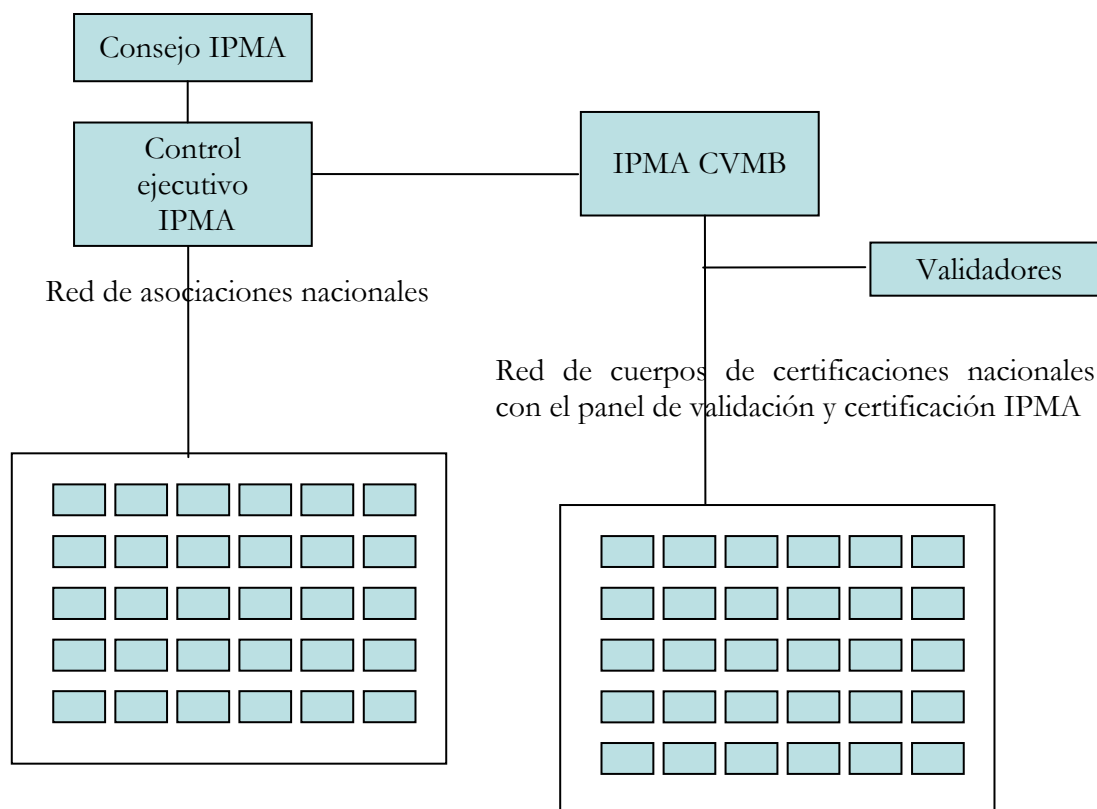 Consejo IPMA
Control
ejecutivo
IPMA
IPMA CVMB
Validadores
Red de asociaciones nacionales
Red de cuerpos de certificaciones nacionales
con el panel de validación y certificación IPMA